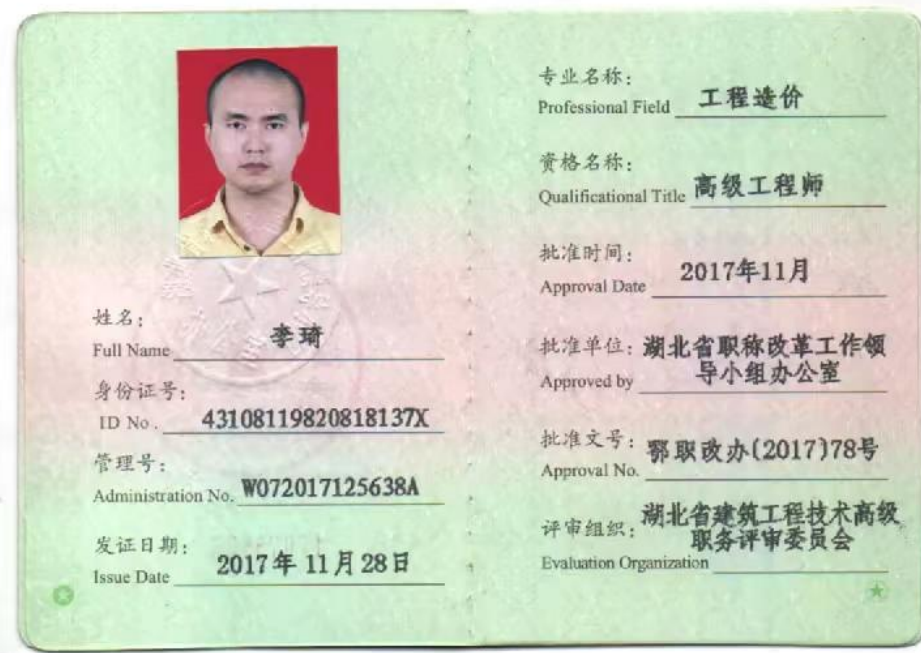 姓名:
Full Name 李琦
身份证号:
ID No. 43108119820818137X
管理号:
Administration No. W072017125638A
发证日期:
Issue Date 2017年11月28日
专业名称:
Professional Field 工程造价
资格名称:
Qualificational Title 高级工程师
批准时间:
Approval Date 2017年11月
批准单位: 湖北省职称改革工作领
Approved by 导小组办公室
批准文号:
Approval No. 鄂职改办(2017)78号
评审组织: 湖北省建筑工程技术高级
职务评审委员会
Evaluation Organization